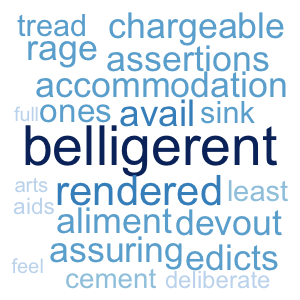 tread chargeable
rage assertions
accommodation
full ones avail sink
belligerent
arts rendered least
aids aliment devout
assuring edicts
feel cement deliberate